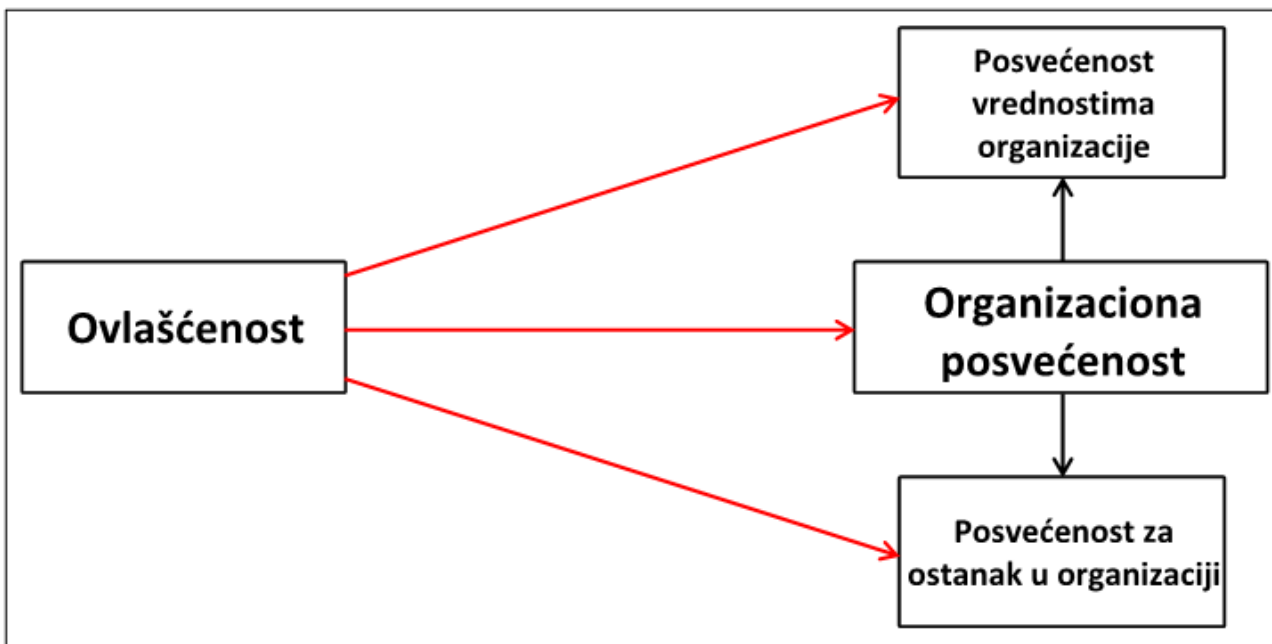 Posvećenost
vrednostima
organizacije
Ovlašćenost
Organizaciona
posvećenost
Posvećenost za
ostanak u organizaciji